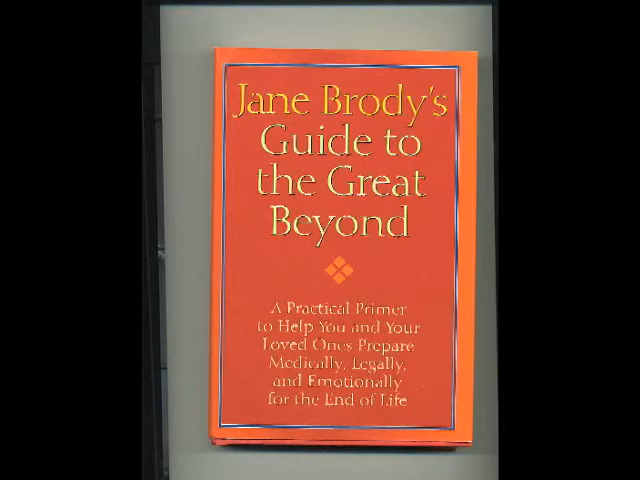 Jane Brody's
Guide to
the Great
Beyond
A Practical Primer
to Help You and Your
Loved Ones Prepare
Medically, Legally,
and Emotionally
for the End of Life